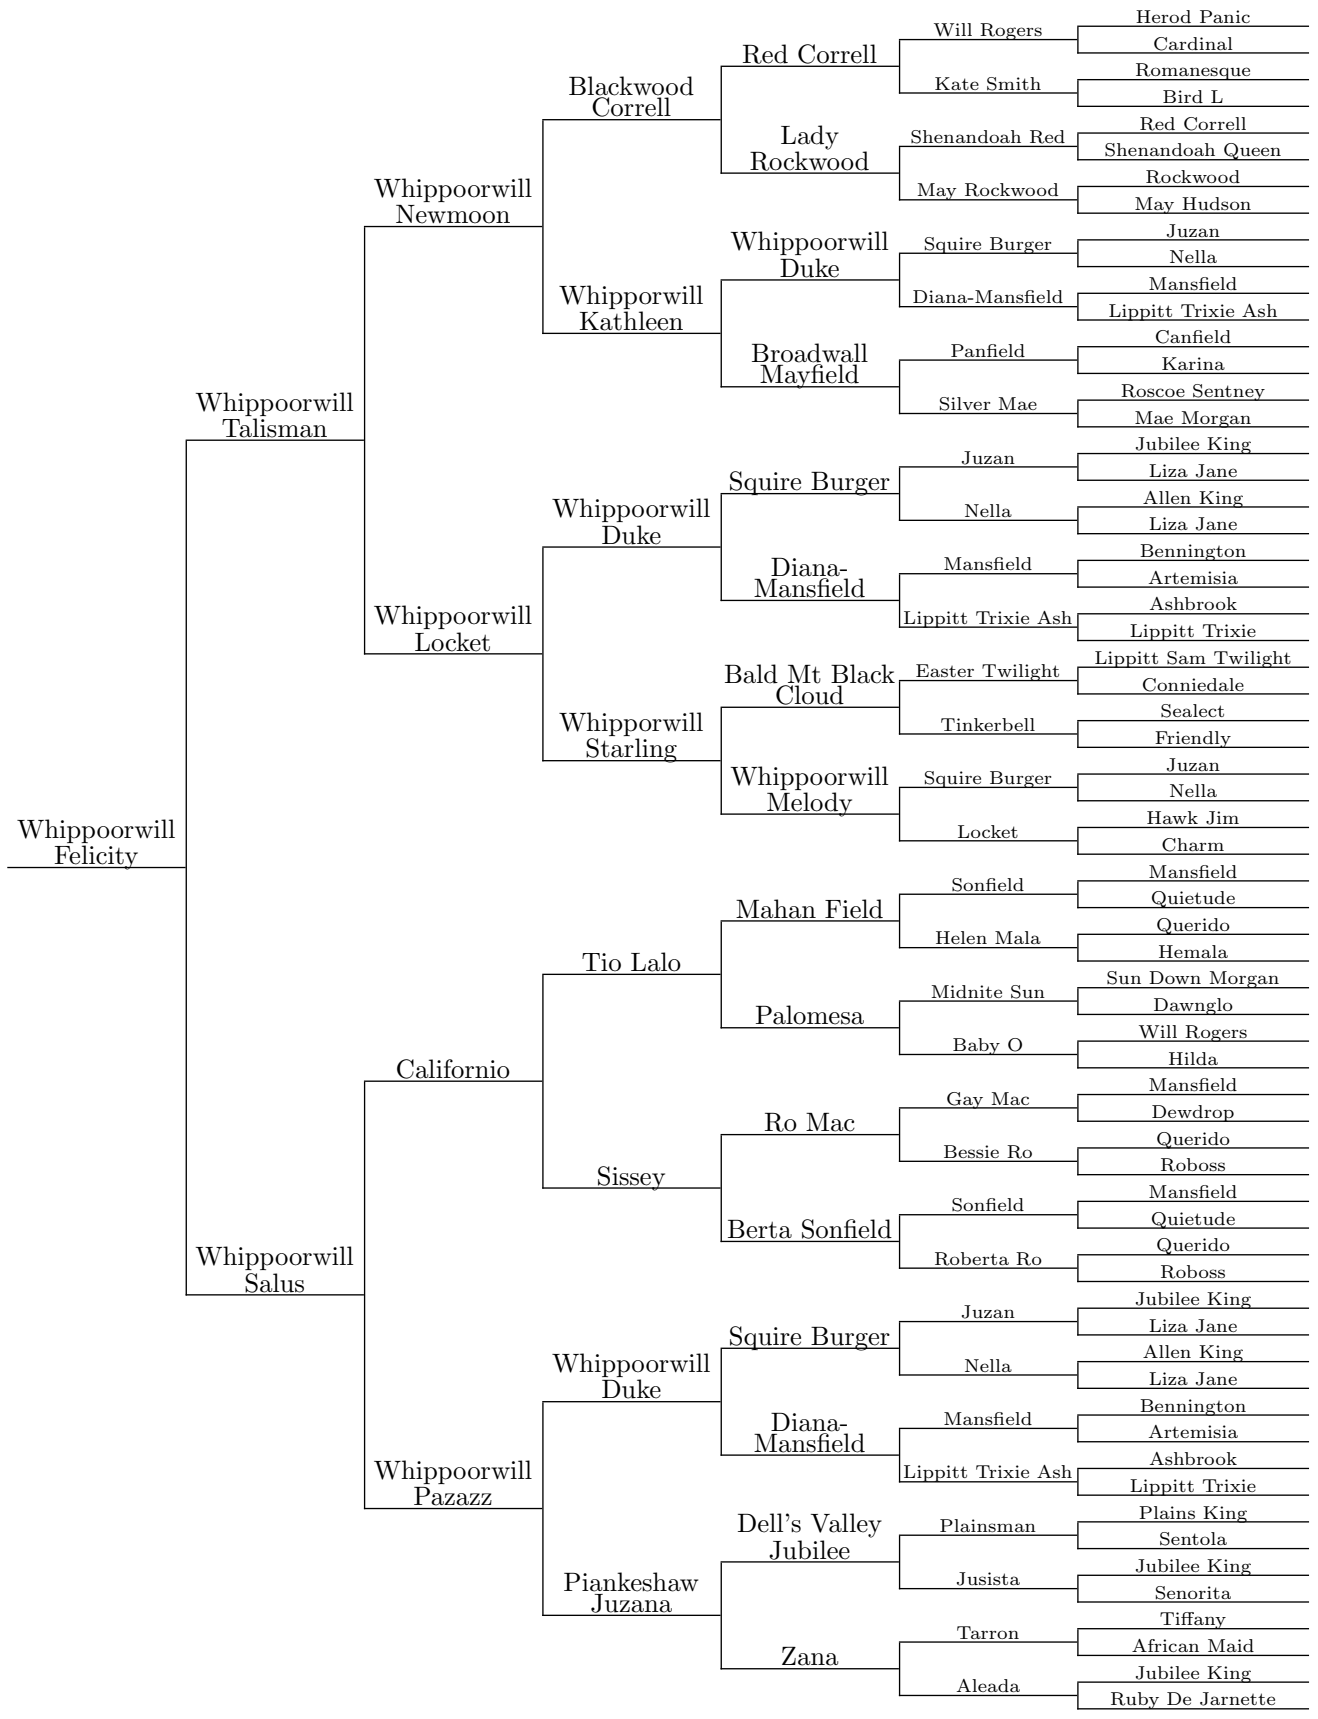 Herod Panic
Will Rogers
Cardinal
Red Correll
Romanesque
Kate Smith
Bird L
Blackwood
Correll
Red Correll
Shenandoah Red
Shenandoah Queen
Lady
Rockwood
Rockwood
May Rockwood
May Hudson
Whippoorwill
Newmoon
Juzan
Squire Burger
Nella
Whippoorwill
Duke
Mansfield
Diana-Mansfield
Lippitt Trixie Ash
Whipporwill
Kathleen
Canfield
Panfield
Karina
Broadwall
Mayfield
Roscoe Sentney
Silver Mae
Mae Morgan
Whippoorwill
Talisman
Jubilee King
Juzan
Liza Jane
Squire Burger
Allen King
Nella
Liza Jane
Whippoorwill
Duke
Bennington
Mansfield
Artemisia
Diana-
Mansfield
Ashbrook
Lippitt Trixie Ash
Lippitt Trixie
Whippoorwill
Locket
Lippitt Sam Twilight
Easter Twilight
Conniedale
Bald Mt Black
Cloud
Sealect
Tinkerbell
Friendly
Whipporwill
Starling
Juzan
Squire Burger
Nella
Whippoorwill
Melody
Hawk Jim
Locket
Charm
Whippoorwill
Felicity
Mansfield
Sonfield
Quietude
Mahan Field
Querido
Helen Mala
Hemala
Tio Lalo
Sun Down Morgan
Midnite Sun
Dawnglo
Palomesa
Will Rogers
Baby O
Hilda
Californio
Mansfield
Gay Mac
Dewdrop
Ro Mac
Querido
Bessie Ro
Roboss
Sissey
Mansfield
Sonfield
Quietude
Berta Sonfield
Querido
Roberta Ro
Roboss
Whippoorwill
Salus
Jubilee King
Juzan
Liza Jane
Squire Burger
Allen King
Nella
Liza Jane
Whippoorwill
Duke
Bennington
Mansfield
Artemisia
Diana-
Mansfield
Ashbrook
Lippitt Trixie Ash
Lippitt Trixie
Whippoorwill
Pazazz
Plains King
Plainsman
Sentola
Dell's Valley
Jubilee
Jubilee King
Jusista
Senorita
Piankeshaw
Juzana
Tiffany
Tarron
African Maid
Zana
Jubilee King
Aleada
Ruby De Jarnette